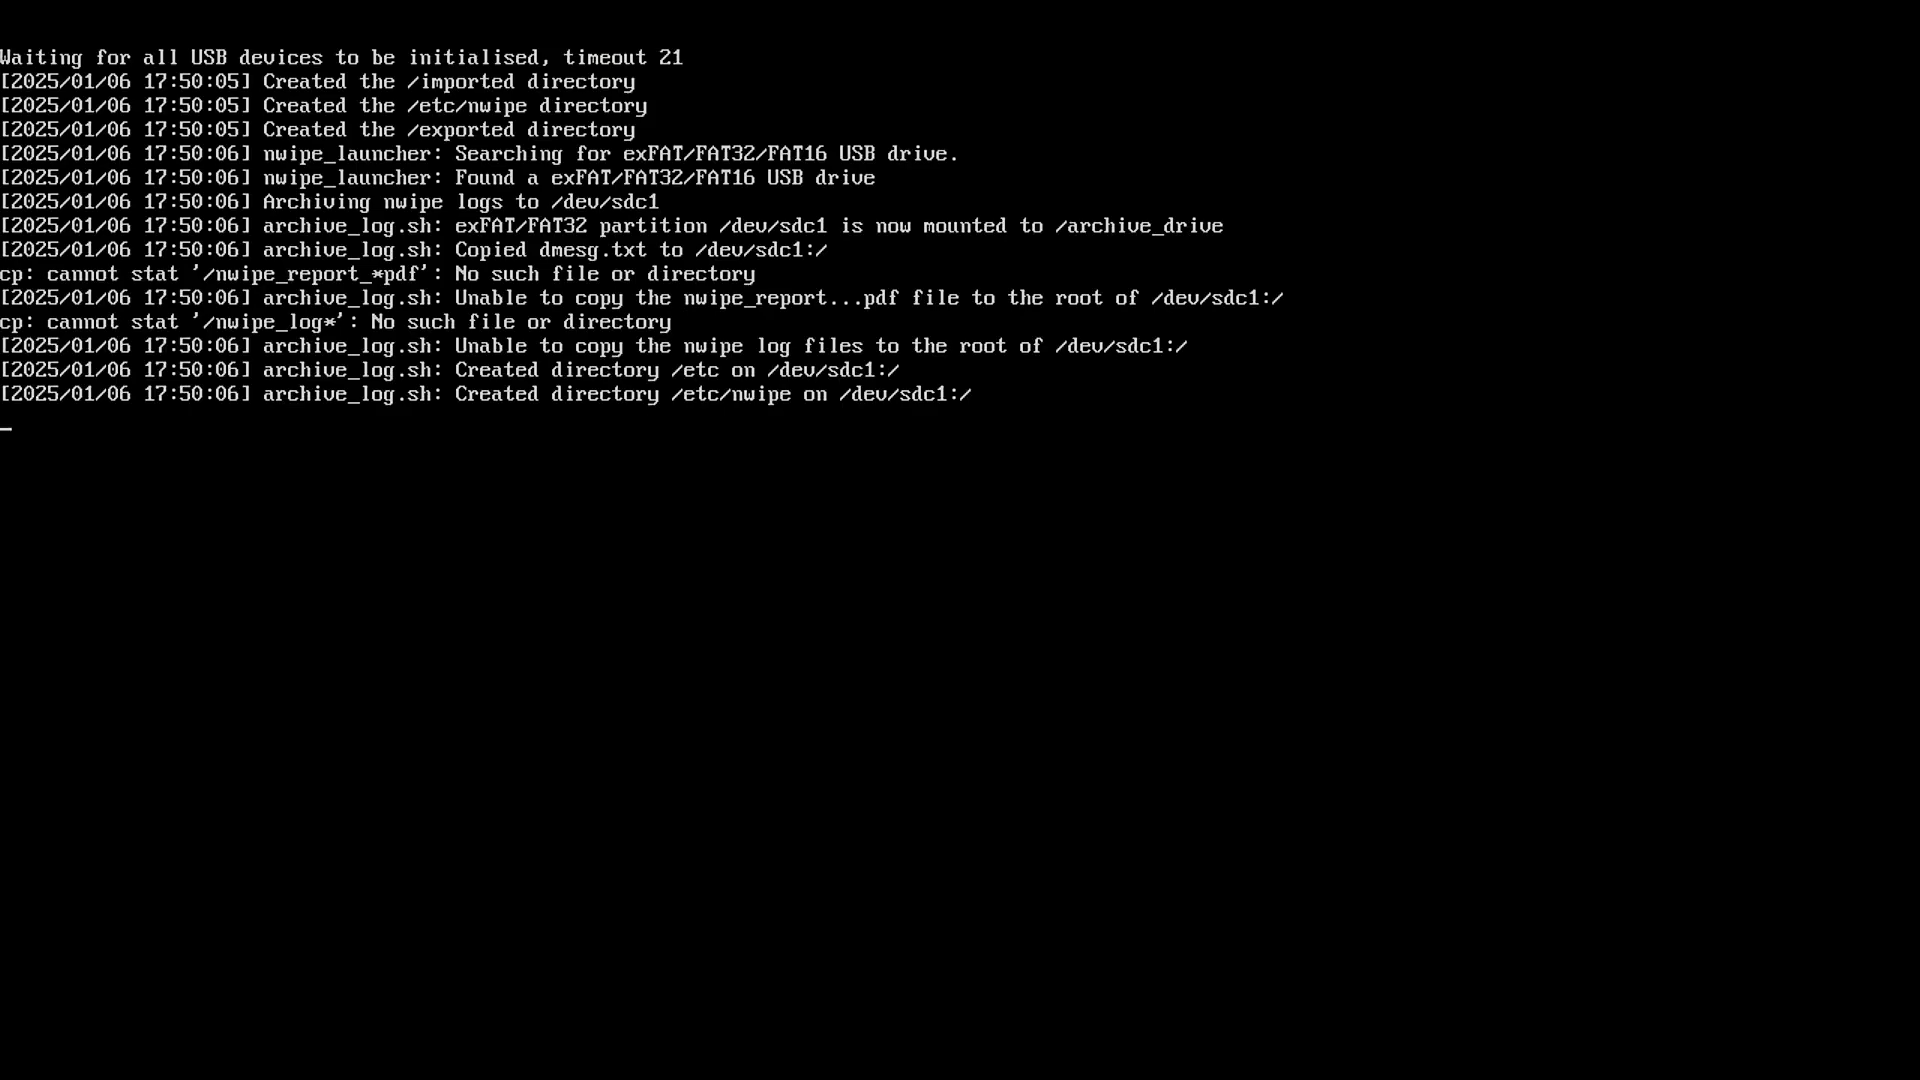 Waiting for all USB devices to be initialised, timeout 21
[2025/01/06 17:50:05] Created the /imported directory
[2025/01/06 17:50:05] Created the /etc/nwipe directory
[2025/01/06 17:50:05] Created the /exported directory
[2025/01/06 17:50:06] nwipe_launcher: Searching for exFAT/FAT32/FAT16 USB drive.
[2025/01/06 17:50:06] nwipe_launcher: Found a exFAT/FAT32/FAT16 USB drive
[2025/01/06 17:50:06] Archiving nwipe logs to /dev/sdc1
[2025/01/06 17:50:06] archive_log.sh: exFAT/FAT32 partition /dev/sdc1 is now mounted to /archive_drive
[2025/01/06 17:50:06] archive_log.sh: Copied dmesg.txt to /dev/sdc1:/
cp: cannot stat '/nwipe_report_*pdf': No such file or directory
[2025/01/06 17:50:06] archive_log.sh: Unable to copy the nwipe_report...pdf file to the root of /dev/sdc1:/
cp: cannot stat '/nwipe_log*': No such file or directory
[2025/01/06 17:50:06] archive_log.sh: Unable to copy the nwipe log files to the root of /dev/sdc1:/
[2025/01/06 17:50:06] archive_log.sh: Created directory /etc on /dev/sdc1:/
[2025/01/06 17:50:06] archive_log.sh: Created directory /etc/nwipe on /dev/sdc1:/